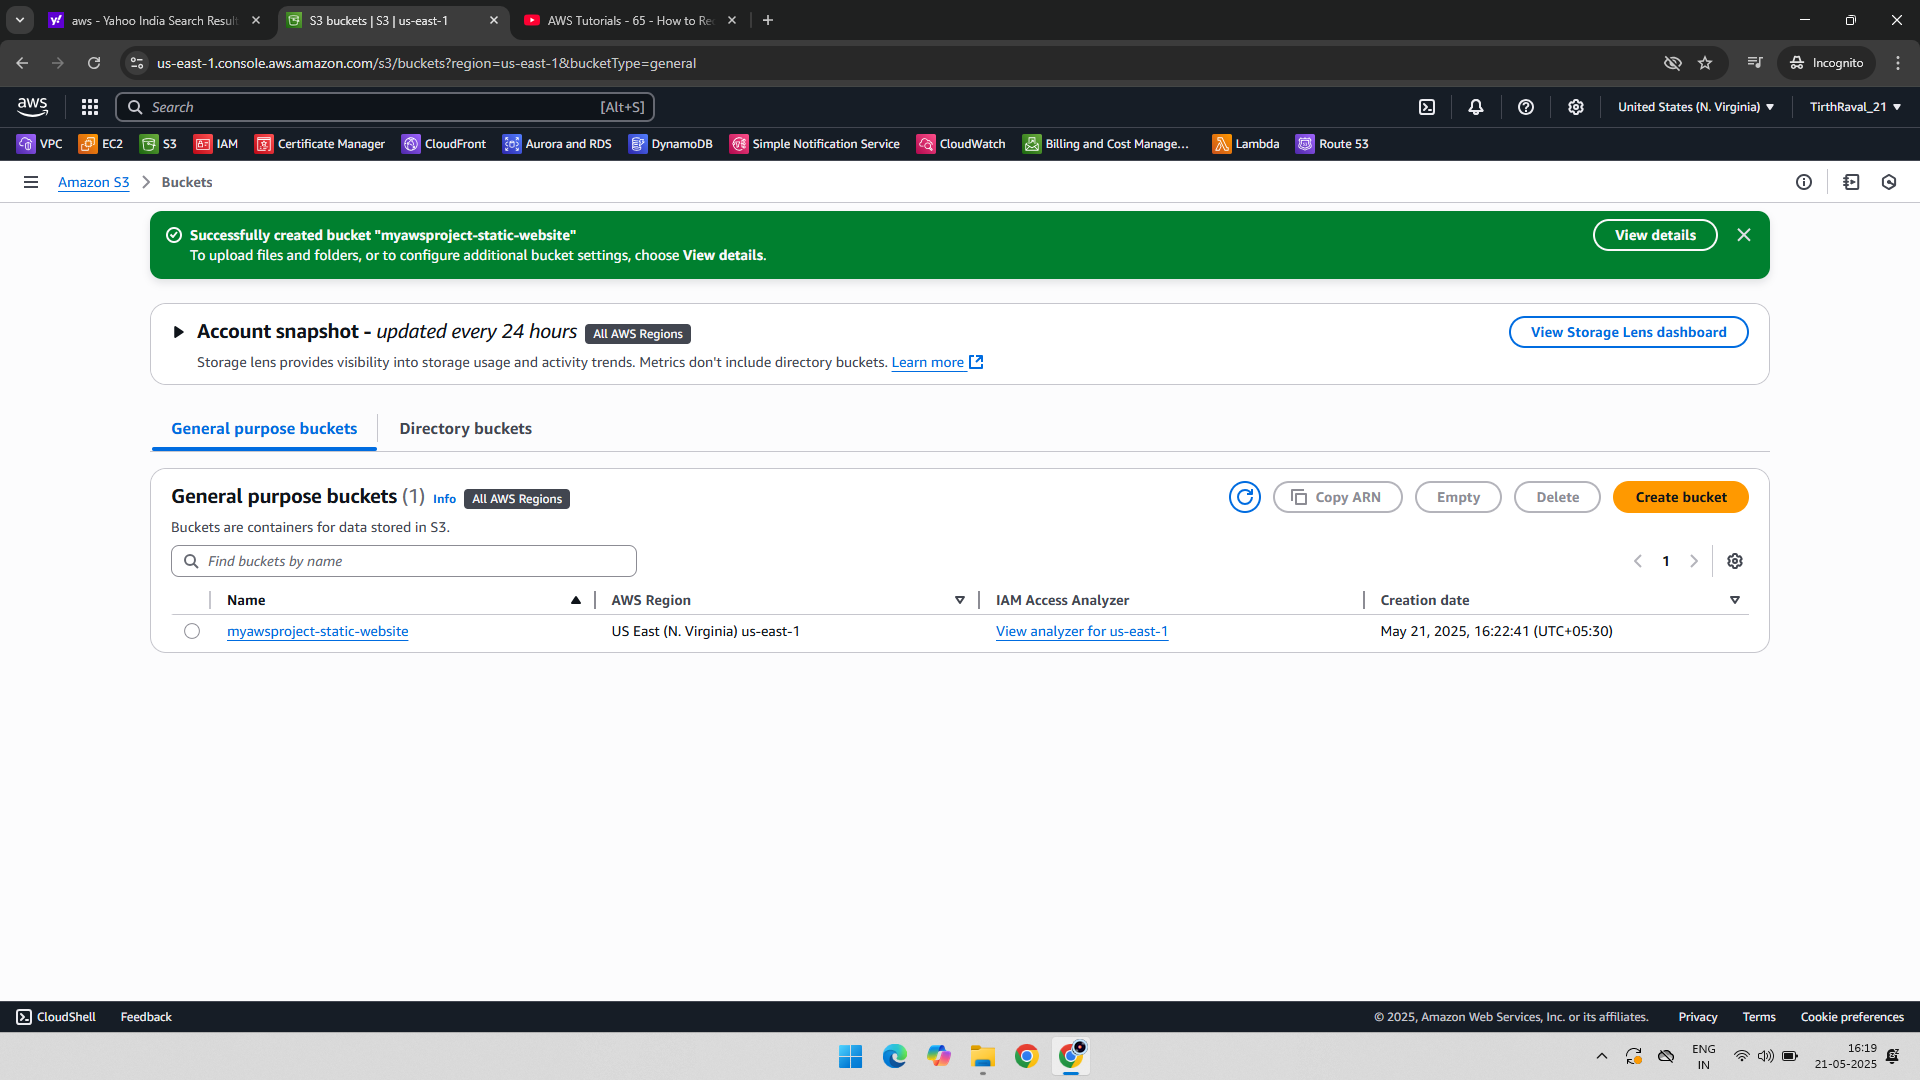 aws - Yahoo India Search Result
S3 buckets | S3 | us-east-1
AWS Tutorials - 65 - How to Re
us-east-1.console.aws.amazon.com/s3/buckets?region=us-east-1&bucketType=general
Incognito
aws
Search
[Alt+S]
United States (N. Virginia)
TirthRaval_21
VPC
EC2
S3
IAM
Certificate Manager
CloudFront
Aurora and RDS
DynamoDB
Simple Notification Service
CloudWatch
Billing and Cost Manage...
Lambda
Route 53
Amazon S3
Buckets
Successfully created bucket "myawsproject-static-website"
To upload files and folders, or to configure additional bucket settings, choose View details.
View details
Account snapshot - updated every 24 hours
All AWS Regions
View Storage Lens dashboard
Storage lens provides visibility into storage usage and activity trends. Metrics don't include directory buckets. Learn more
General purpose buckets
Directory buckets
General purpose buckets (1)
Info
All AWS Regions
Copy ARN
Empty
Delete
Create bucket
Buckets are containers for data stored in S3.
Find buckets by name
1
Name
AWS Region
IAM Access Analyzer
Creation date
myawsproject-static-website
US East (N. Virginia) us-east-1
View analyzer for us-east-1
May 21, 2025, 16:22:41 (UTC+05:30)
CloudShell
Feedback
© 2025, Amazon Web Services, Inc. or its affiliates.
Privacy
Terms
Cookie preferences
ENG
IN
16:19
21-05-2025